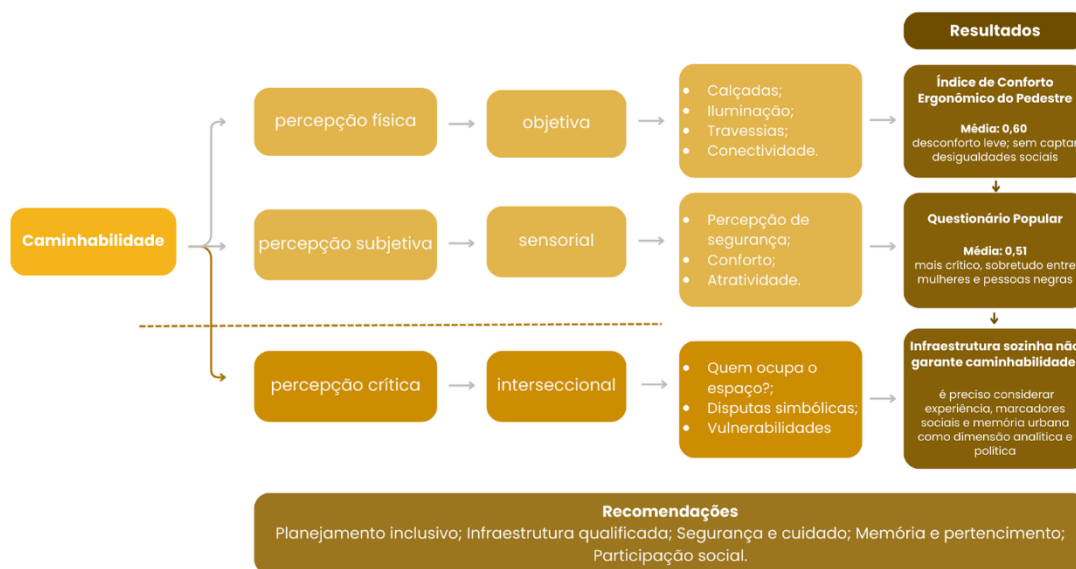 Resultados
Caminhabilidade
percepção física
objetiva
• Calçadas;
• Iluminação;
• Travessias;
• Conectividade.
Índice de Conforto
Ergonômico do Pedestre
Média: 0,60
desconforto leve; sem captar
desigualdades sociais
percepção subjetiva
sensorial
• Percepção de
segurança;
• Conforto;
• Atratividade.
Questionário Popular
Média: 0,51
mais crítico, sobretudo entre
mulheres e pessoas negras
percepção crítica
interseccional
• Quem ocupa o
espaço?;
• Disputas simbólicas;
• Vulnerabilidades
Infraestrutura sozinha não
garante caminhabilidade
é preciso considerar
experiência, marcadores
sociais e memória urbana
como dimensão analítica e
política
Recomendações
Planejamento inclusivo; Infraestrutura qualificada; Segurança e cuidado; Memória e pertencimento;
Participação social.